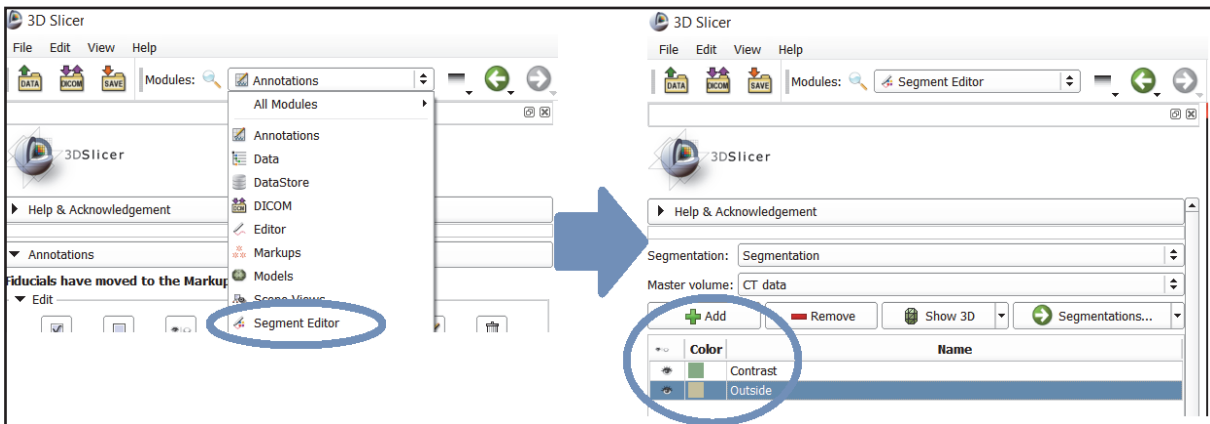 3D Slicer
File Edit View Help
DATA DICOM SAVE Modules: Annotations
All Modules
Annotations
Data
DataStore
DICOM
Editor
Markups
Models
Scene Views
Segment Editor
3DSlicer
Help & Acknowledgement
Annotations
Fiducials have moved to the Markup
Edit
3D Slicer
File Edit View Help
DATA DICOM SAVE Modules: Segment Editor
3DSlicer
Help & Acknowledgement
Segmentation: Segmentation
Master volume: CT data
Add Remove Show 3D Segmentations...
Color Name
Contrast
Outside